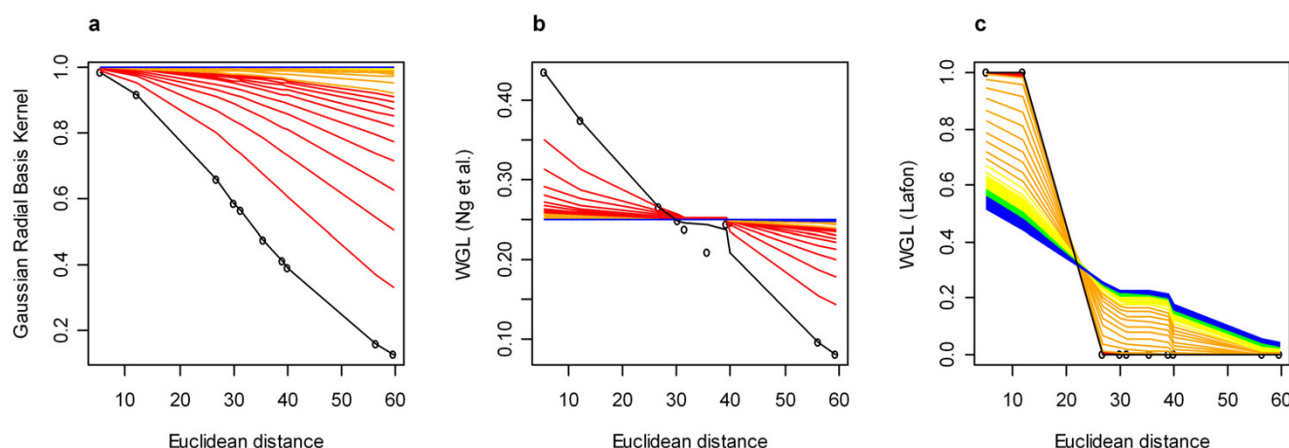 a
Gaussian Radial Basis Kernel
1.0
0.8
0.6
0.4
0.2
10 20 30 40 50 60
Euclidean distance
b
WGL (Ng et al.)
0.40
0.30
0.20
0.10
10 20 30 40 50 60
Euclidean distance
c
WGL (Lafon)
1.0
0.8
0.6
0.4
0.2
0.0
10 20 30 40 50 60
Euclidean distance